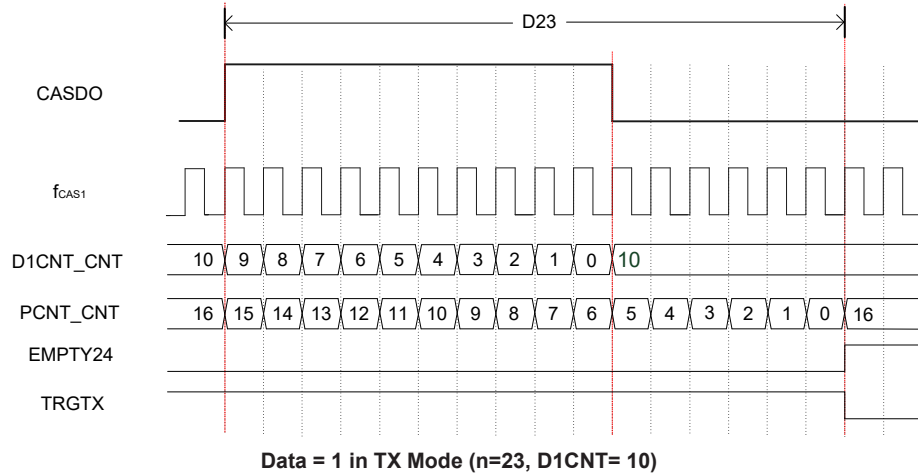 D23
CASDO
fCAS1
D1CNT_CNT 10 9 8 7 6 5 4 3 2 1 0 10
PCNT_CNT 16 15 14 13 12 11 10 9 8 7 6 5 4 3 2 1 0 16
EMPTY24
TRGTX
Data = 1 in TX Mode (n=23, D1CNT= 10)